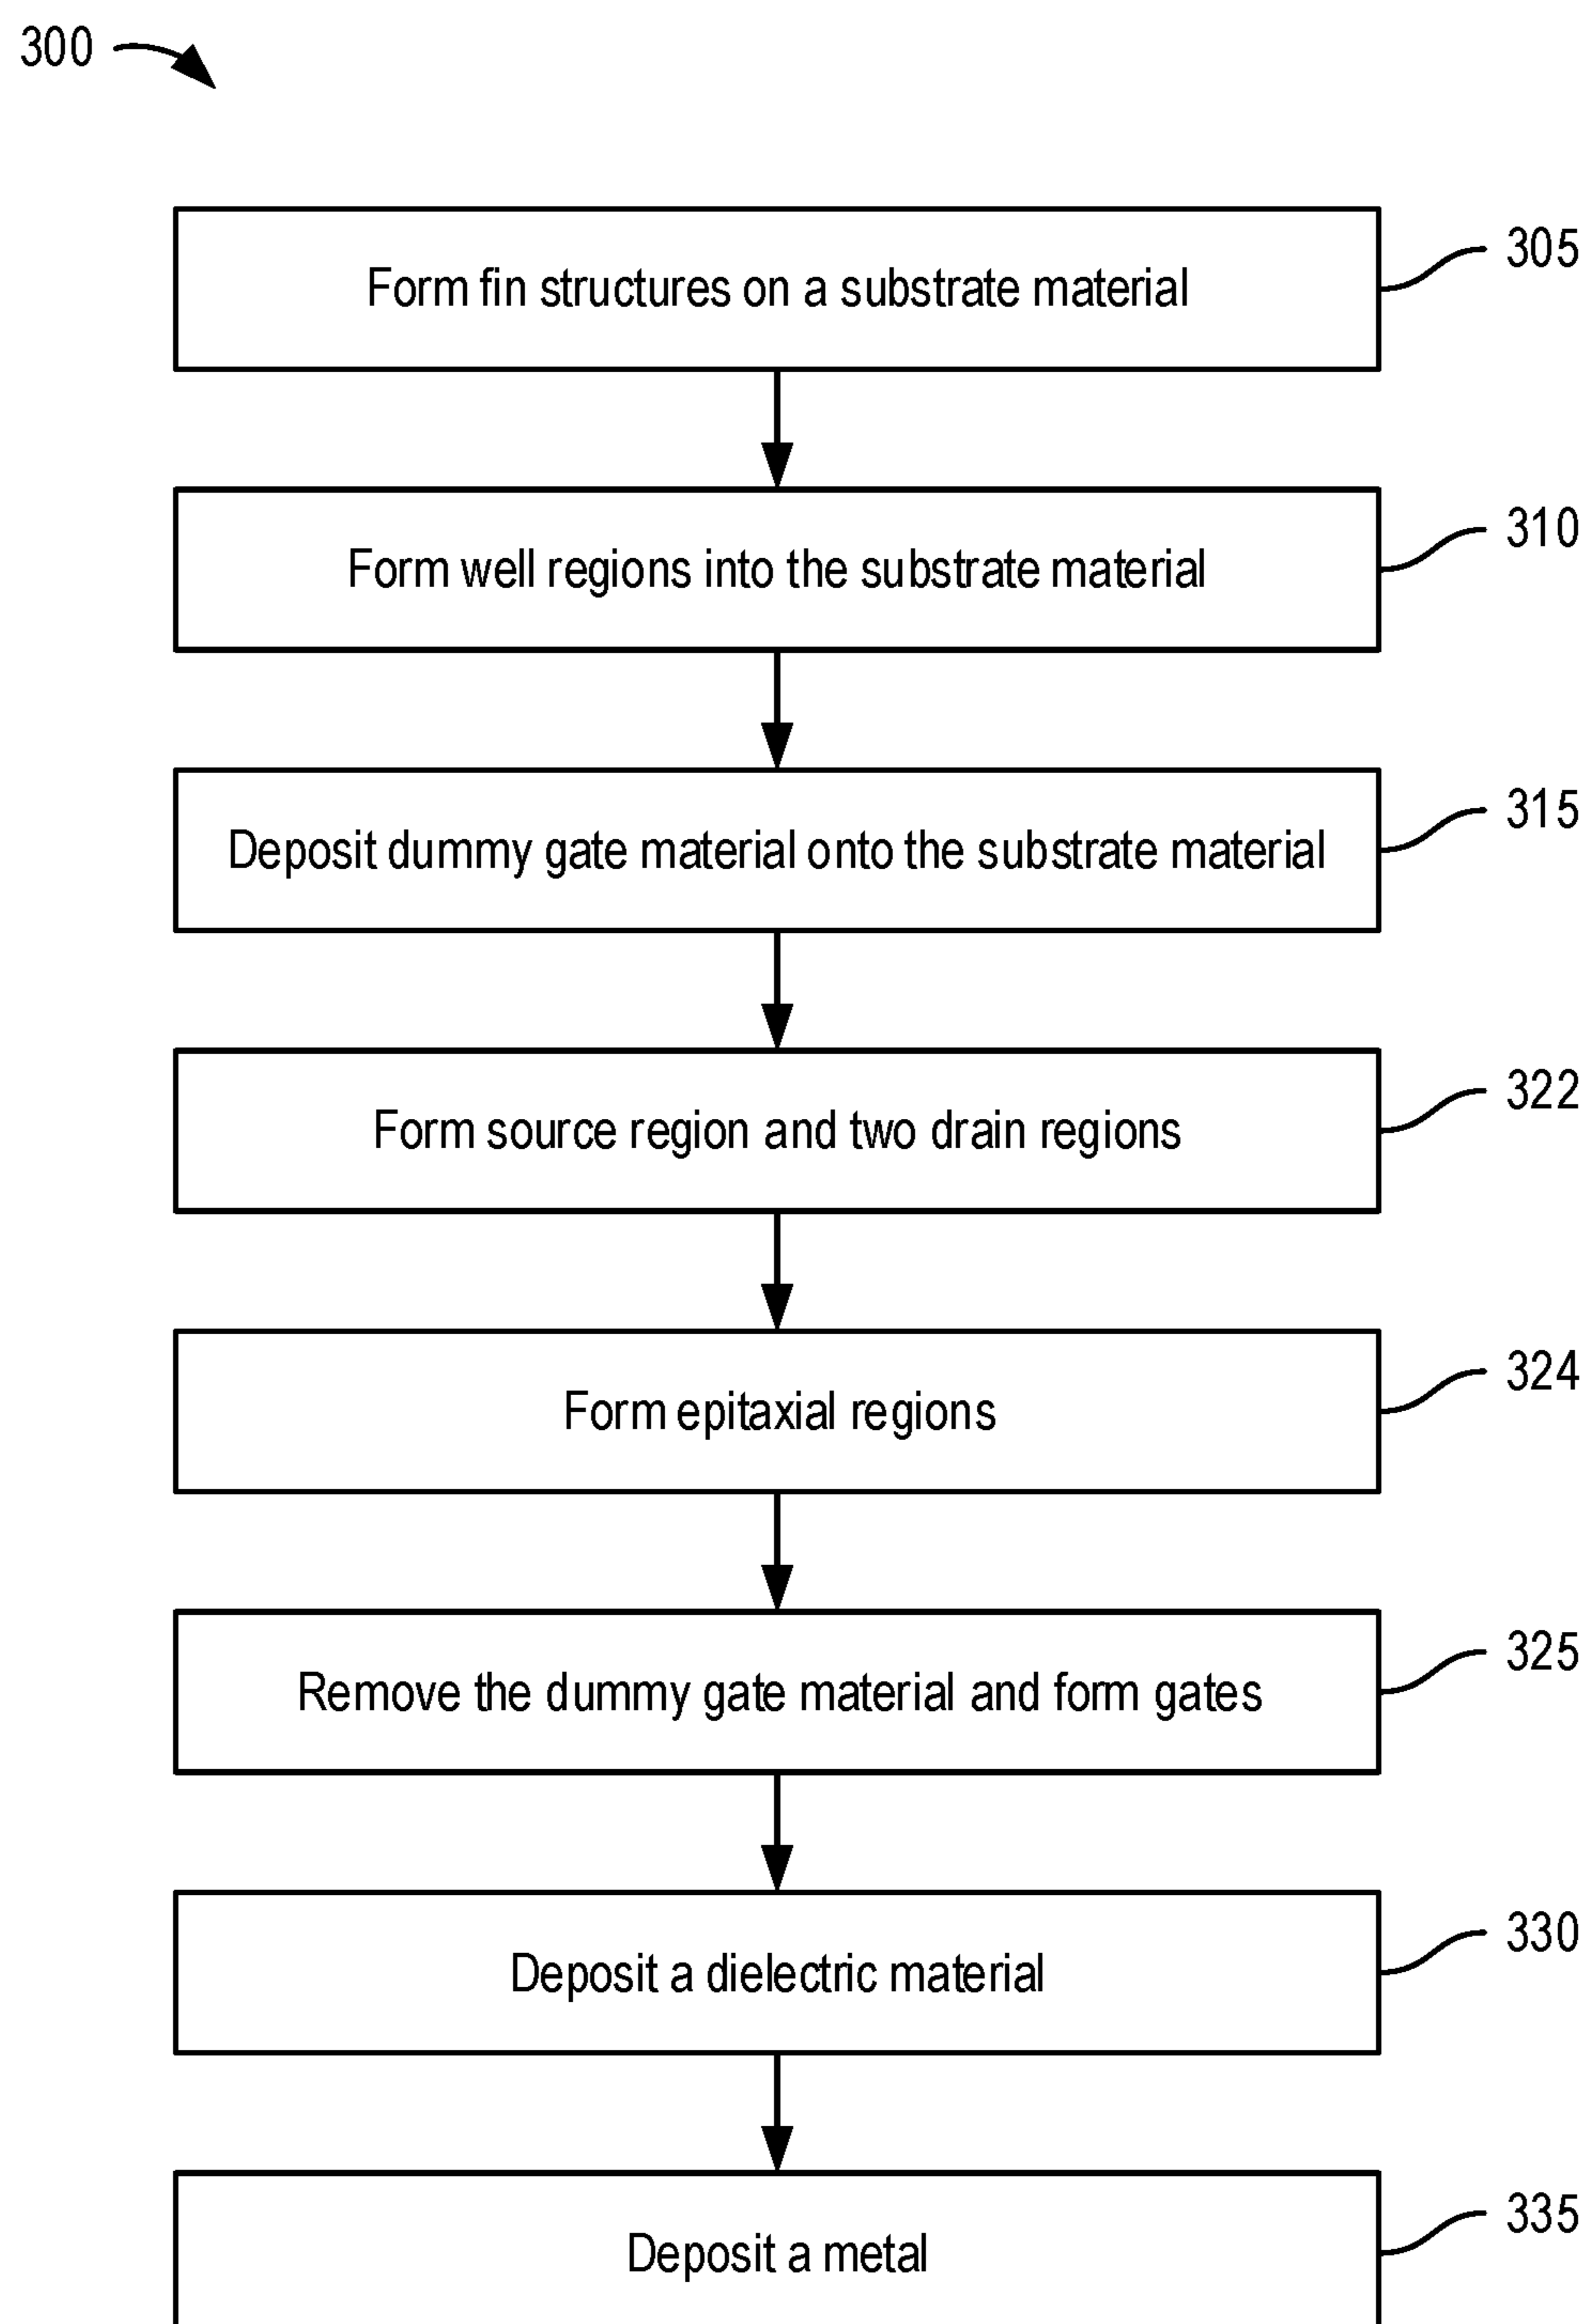 300
Form fin structures on a substrate material
305
Form well regions into the substrate material
310
Deposit dummy gate material onto the substrate material
315
Form source region and two drain regions
322
Form epitaxial regions
324
Remove the dummy gate material and form gates
325
Deposit a dielectric material
330
Deposit a metal
335